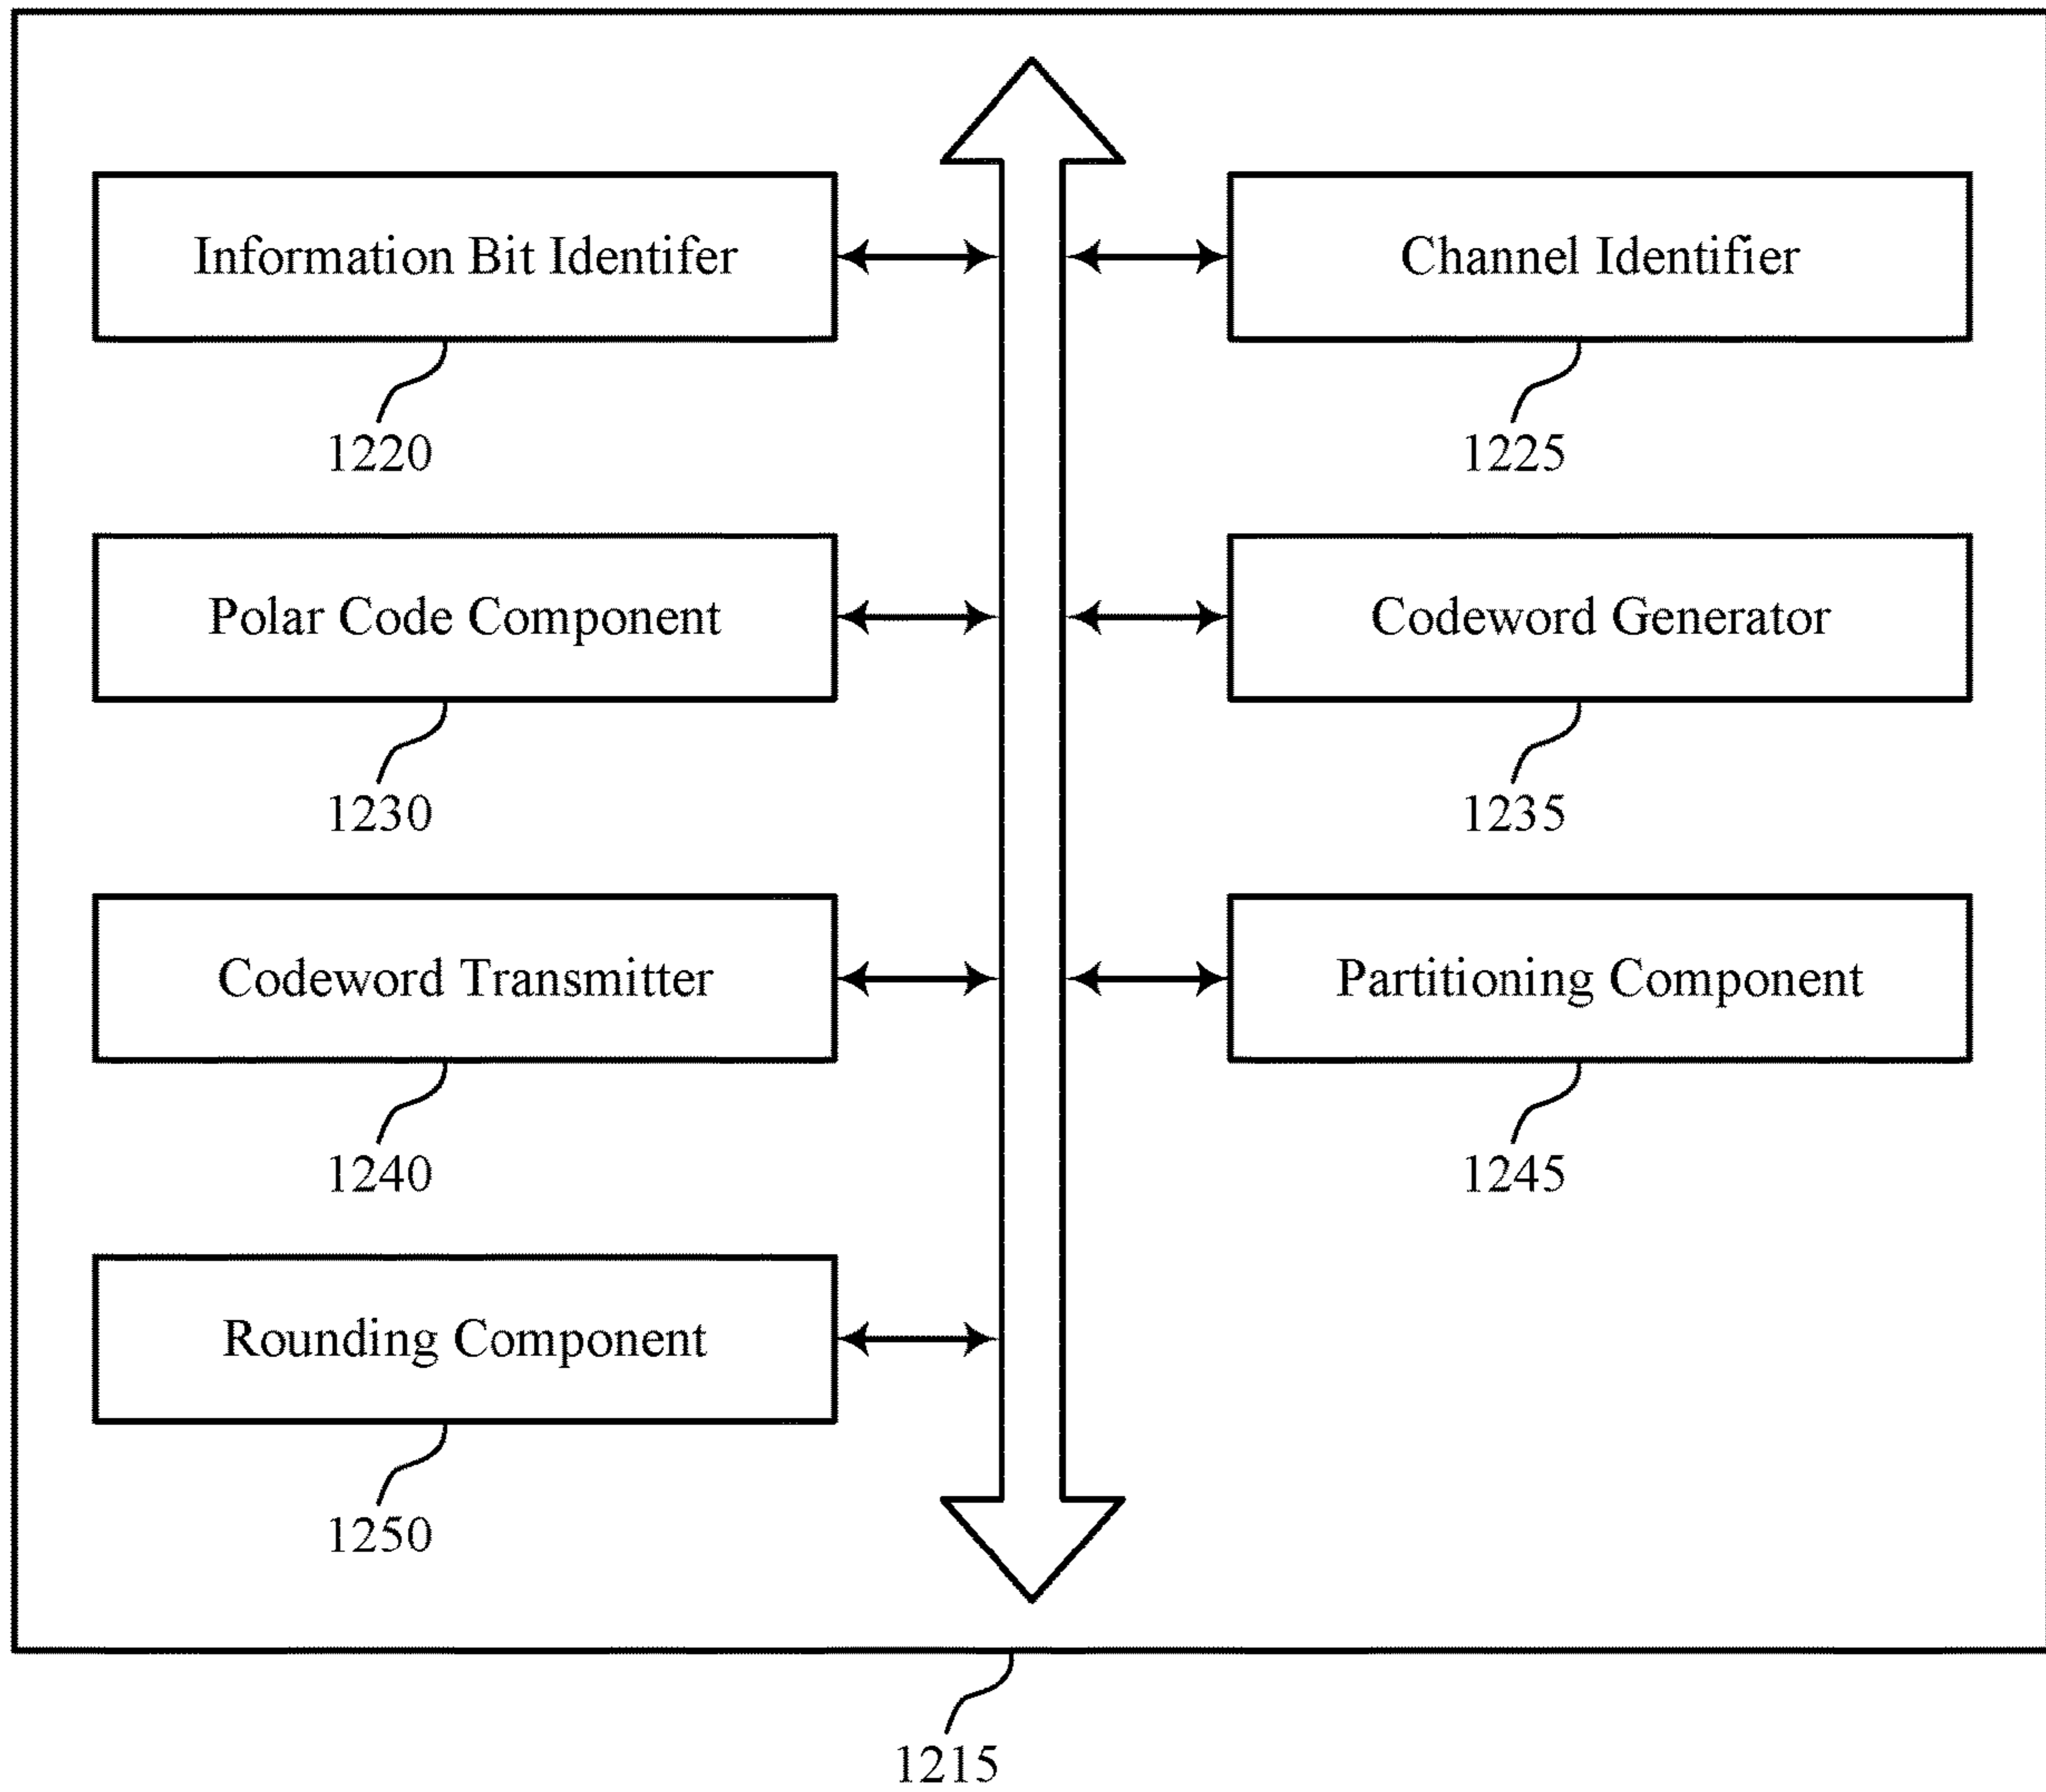 Information Bit Identifer
Channel Identifier
1220
1225
Polar Code Component
Codeword Generator
1230
1235
Codeword Transmitter
Partitioning Component
1240
1245
Rounding Component
1250
1215